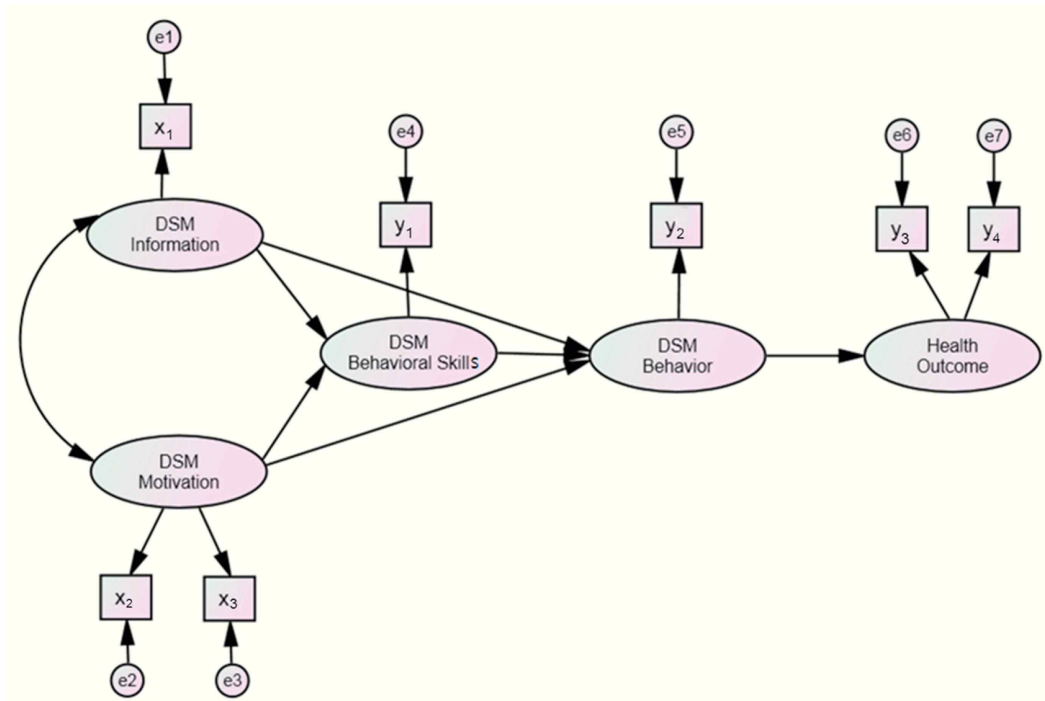 e1
x₁
e4
e5
e6
e7
DSM
Information
y₁
y₂
y₃
y₄
DSM
Behavioral Skills
DSM
Behavior
Health
Outcome
DSM
Motivation
x₂
x₃
e2
e3